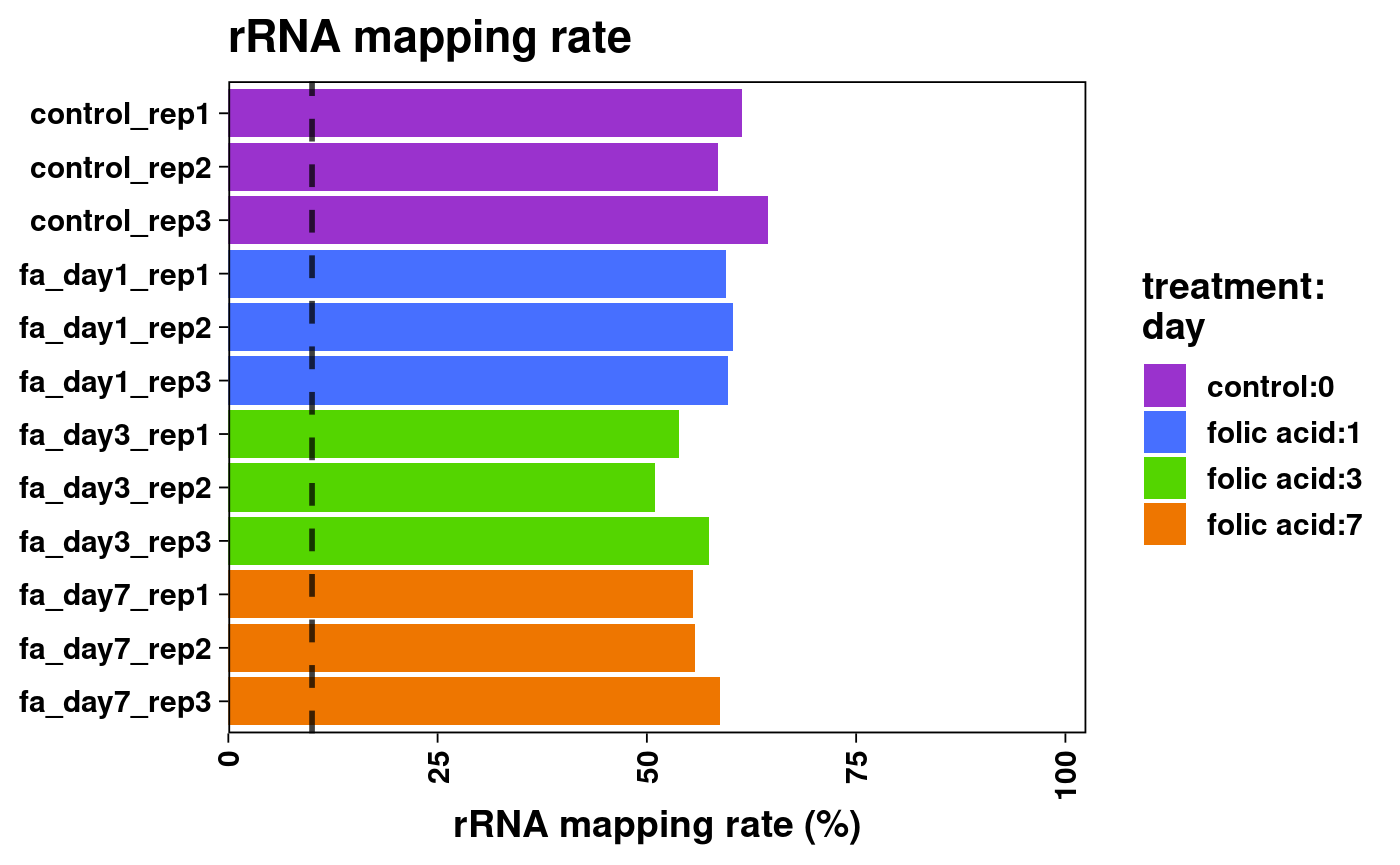 rRNA mapping rate
control_rep1
control_rep2
control_rep3
fa_day1_rep1
fa_day1_rep2
fa_day1_rep3
fa_day3_rep1
fa_day3_rep2
fa_day3_rep3
fa_day7_rep1
fa_day7_rep2
fa_day7_rep3
0
25
50
75
100
rRNA mapping rate (%)
treatment:
day
control:0
folic acid:1
folic acid:3
folic acid:7